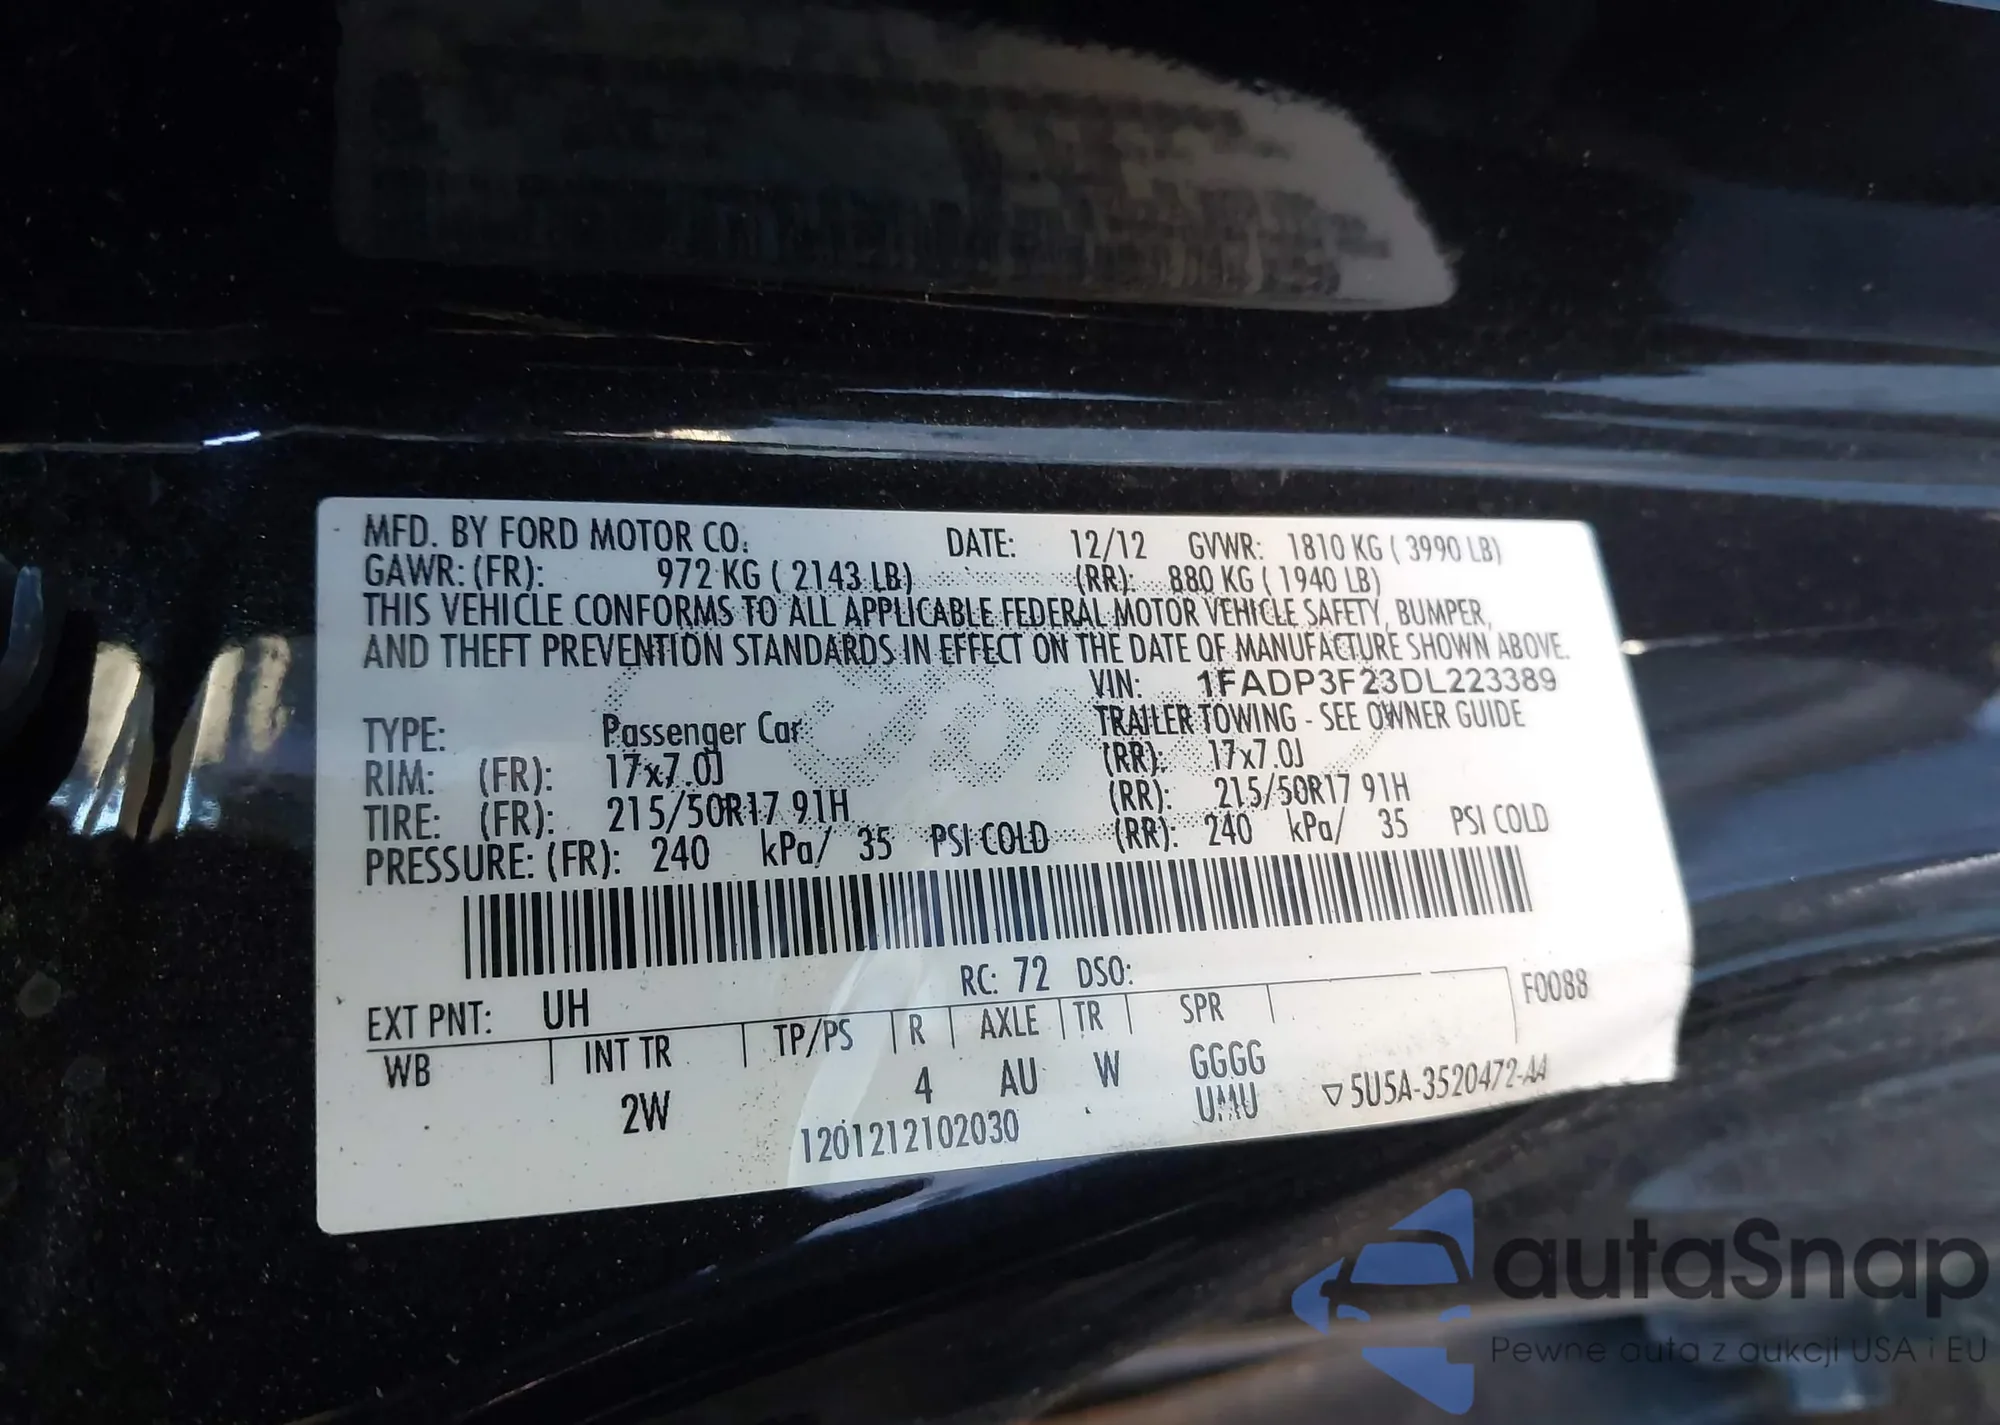 MFD. BY FORD MOTOR CO. DATE: 12/12 GVWR: 1810 KG ( 3990 LB)
GAWR: (FR): 972 KG ( 2143 LB) (RR): 880 KG ( 1940 LB)
THIS VEHICLE CONFORMS TO ALL APPLICABLE FEDERAL MOTOR VEHICLE SAFETY, BUMPER,
AND THEFT PREVENTION STANDARDS IN EFFECT ON THE DATE OF MANUFACTURE SHOWN ABOVE.
VIN: 1FADP3F23DL223389
TYPE: Passenger Car TRAILER TOWING - SEE OWNER GUIDE
RIM: (FR): 17x7.0J (RR): 17x7.0J
TIRE: (FR): 215/50R17 91H (RR): 215/50R17 91H
PRESSURE: (FR): 240 kPa/ 35 PSI COLD (RR): 240 kPa/ 35 PSI COLD
RC: 72 DSO: F0088
EXT PNT: UH
WB INT TR TP/PS R AXLE TR SPR
2W 4 AU W GGGG
UMU
1201212102030 5U5A-3520472-AA
autaSnap
Pewne auta z aukcji USA i EU